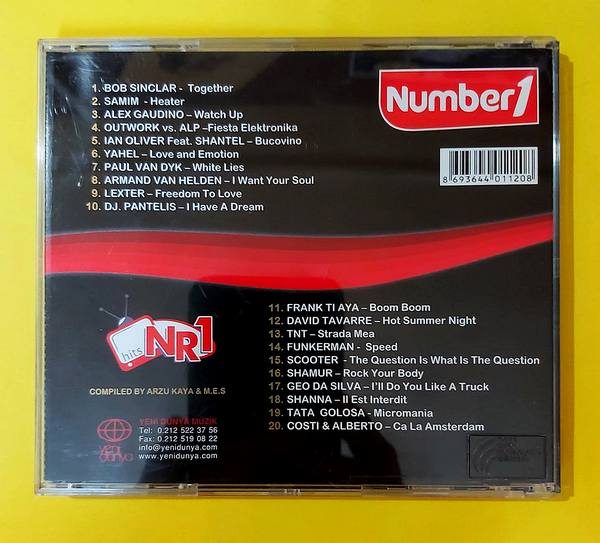 1. BOB SINCLAR - Together
2. SAMIM - Heater
3. ALEX GAUDINO – Watch Up
4. OUTWORK vs. ALP –Fiesta Elektronika
5. IAN OLIVER Feat. SHANTEL – Bucovino
6. YAHEL – Love and Emotion
7. PAUL VAN DYK – White Lies
8. ARMAND VAN HELDEN – I Want Your Soul
9. LEXTER – Freedom To Love
10. DJ. PANTELIS – I Have A Dream
Number1
8 693644 011208
hits NR1
COMPILED BY ARZU KAYA & M.E.S
yeni dünya
YENİ DÜNYA MÜZİK
Tel: 0.212 522 37 56
Fax: 0.212 519 08 22
info@yenidunya.com
www.yenidunya.com
11. FRANK TI AYA – Boom Boom
12. DAVID TAVARRE – Hot Summer Night
13. TNT – Strada Mea
14. FUNKERMAN - Speed
15. SCOOTER - The Question Is What Is The Question
16. SHAMUR – Rock Your Body
17. GEO DA SILVA – I'll Do You Like A Truck
18. SHANNA – Il Est Interdit
19. TATA GOLOSA - Micromania
20. COSTI & ALBERTO – Ca La Amsterdam